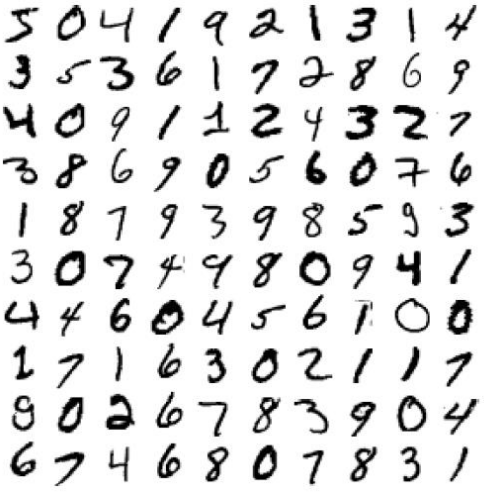 5 0 4 1 9 2 1 3 1 4
3 5 3 6 1 7 2 8 6 9
4 0 9 1 1 2 4 3 2 7
3 8 6 9 0 5 6 0 7 6
1 8 7 9 3 9 8 5 9 3
3 0 7 4 9 8 0 9 4 1
4 4 6 0 4 5 6 1 0 0
1 7 1 6 3 0 2 1 1 7
9 0 2 6 7 8 3 9 0 4
6 7 4 6 8 0 7 8 3 1